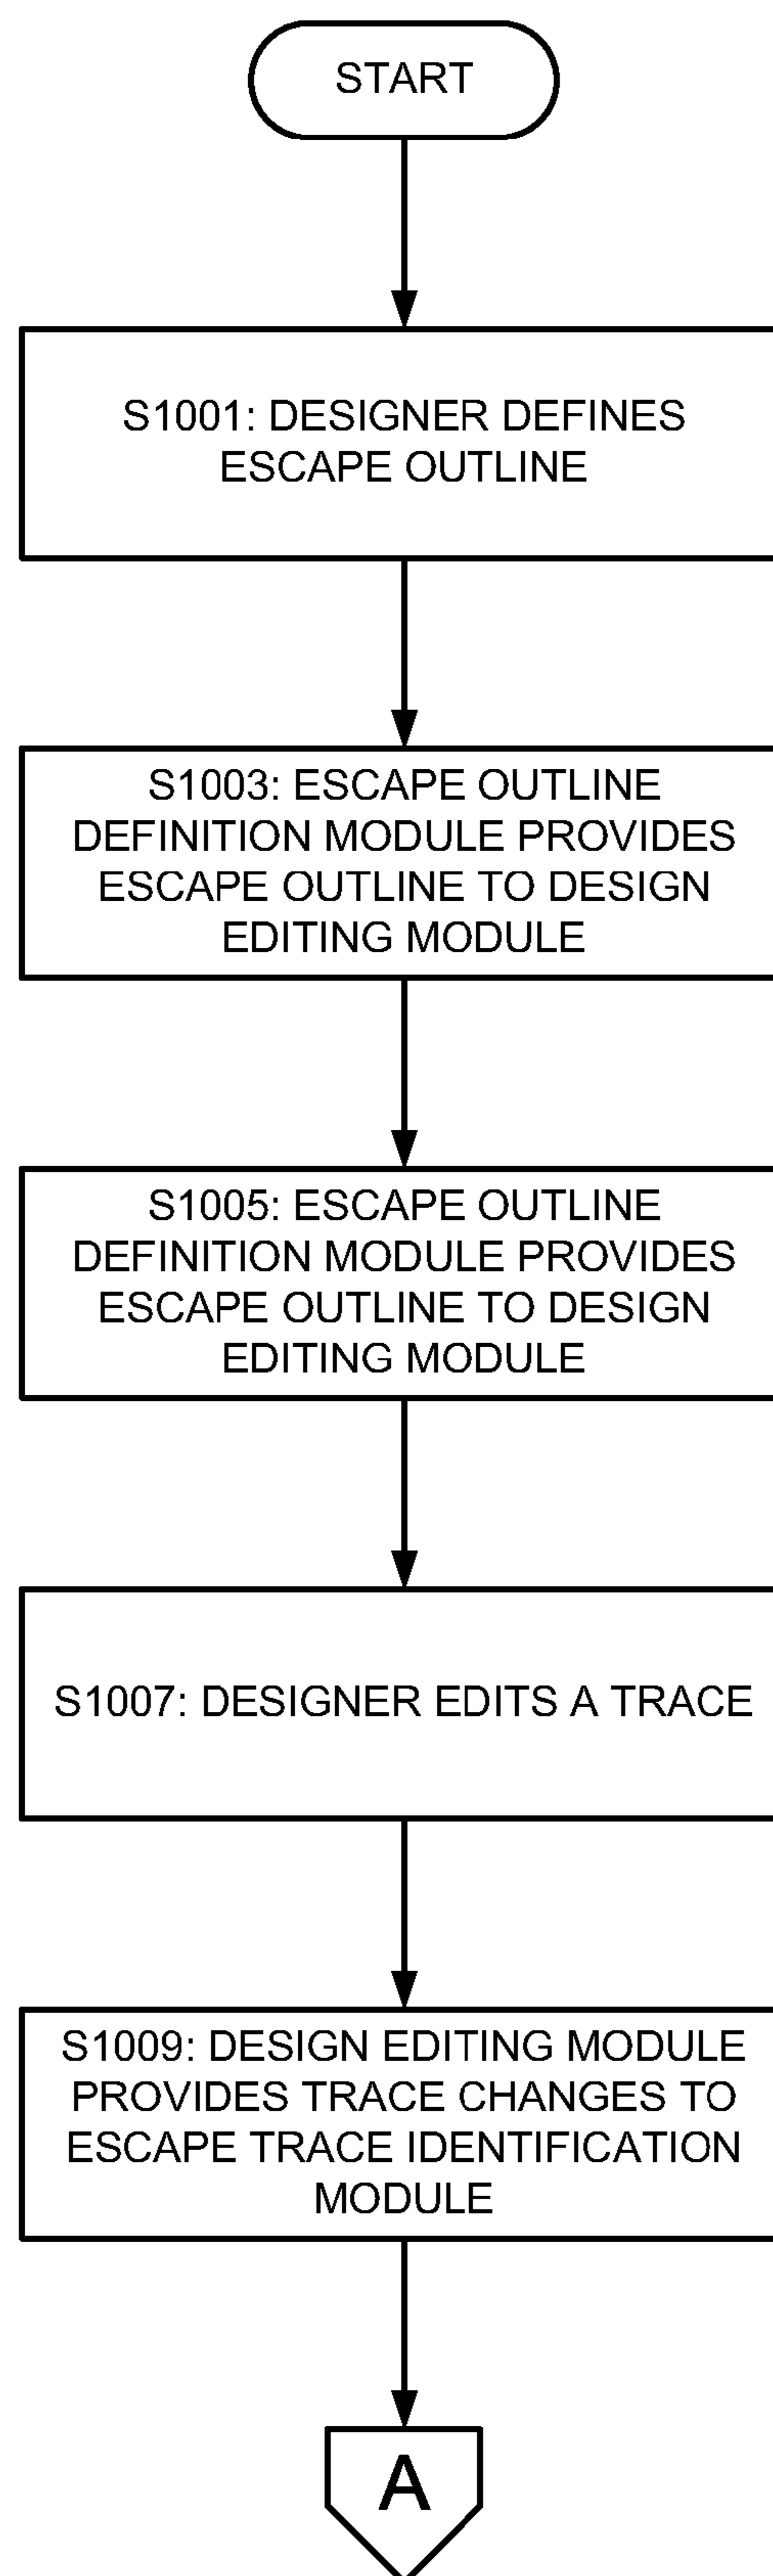 START
S1001: DESIGNER DEFINES
ESCAPE OUTLINE
S1003: ESCAPE OUTLINE
DEFINITION MODULE PROVIDES
ESCAPE OUTLINE TO DESIGN
EDITING MODULE
S1005: ESCAPE OUTLINE
DEFINITION MODULE PROVIDES
ESCAPE OUTLINE TO DESIGN
EDITING MODULE
S1007: DESIGNER EDITS A TRACE
S1009: DESIGN EDITING MODULE
PROVIDES TRACE CHANGES TO
ESCAPE TRACE IDENTIFICATION
MODULE
A